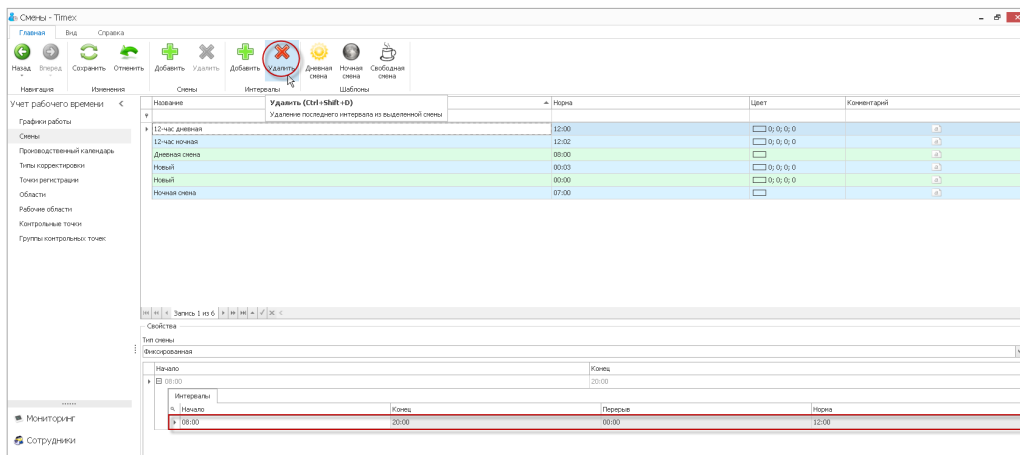 Смены - Timex
Главная Вид Справка
Назад Вперед Сохранить Отменить Добавить Удалить Добавить Удалить Дневная смена Ночная смена Свободная смена
Навигация Изменения Смены Интервалы Шаблоны
Учет рабочего времени
Графики работы
Смены
Производственный календарь
Типы корректировки
Точки регистрации
Области
Рабочие области
Контрольные точки
Группы контрольных точек
Мониторинг
Сотрудники
Удалить (Ctrl+Shift+D)
Удаление последнего интервала из выделенной смены
Название Норма Цвет Комментарий
12-час дневная 12:00 0; 0; 0; 0
12-час ночная 12:02 0; 0; 0; 0
Дневная смена 08:00
Новый 00:03 0; 0; 0; 0
Новый 00:00 0; 0; 0; 0
Ночная смена 07:00
Запись 1 из 6
Свойства
Тип смены
Фиксированная
Начало Конец
08:00 20:00
Интервалы
Начало Конец Перерыв Норма
08:00 20:00 00:00 12:00